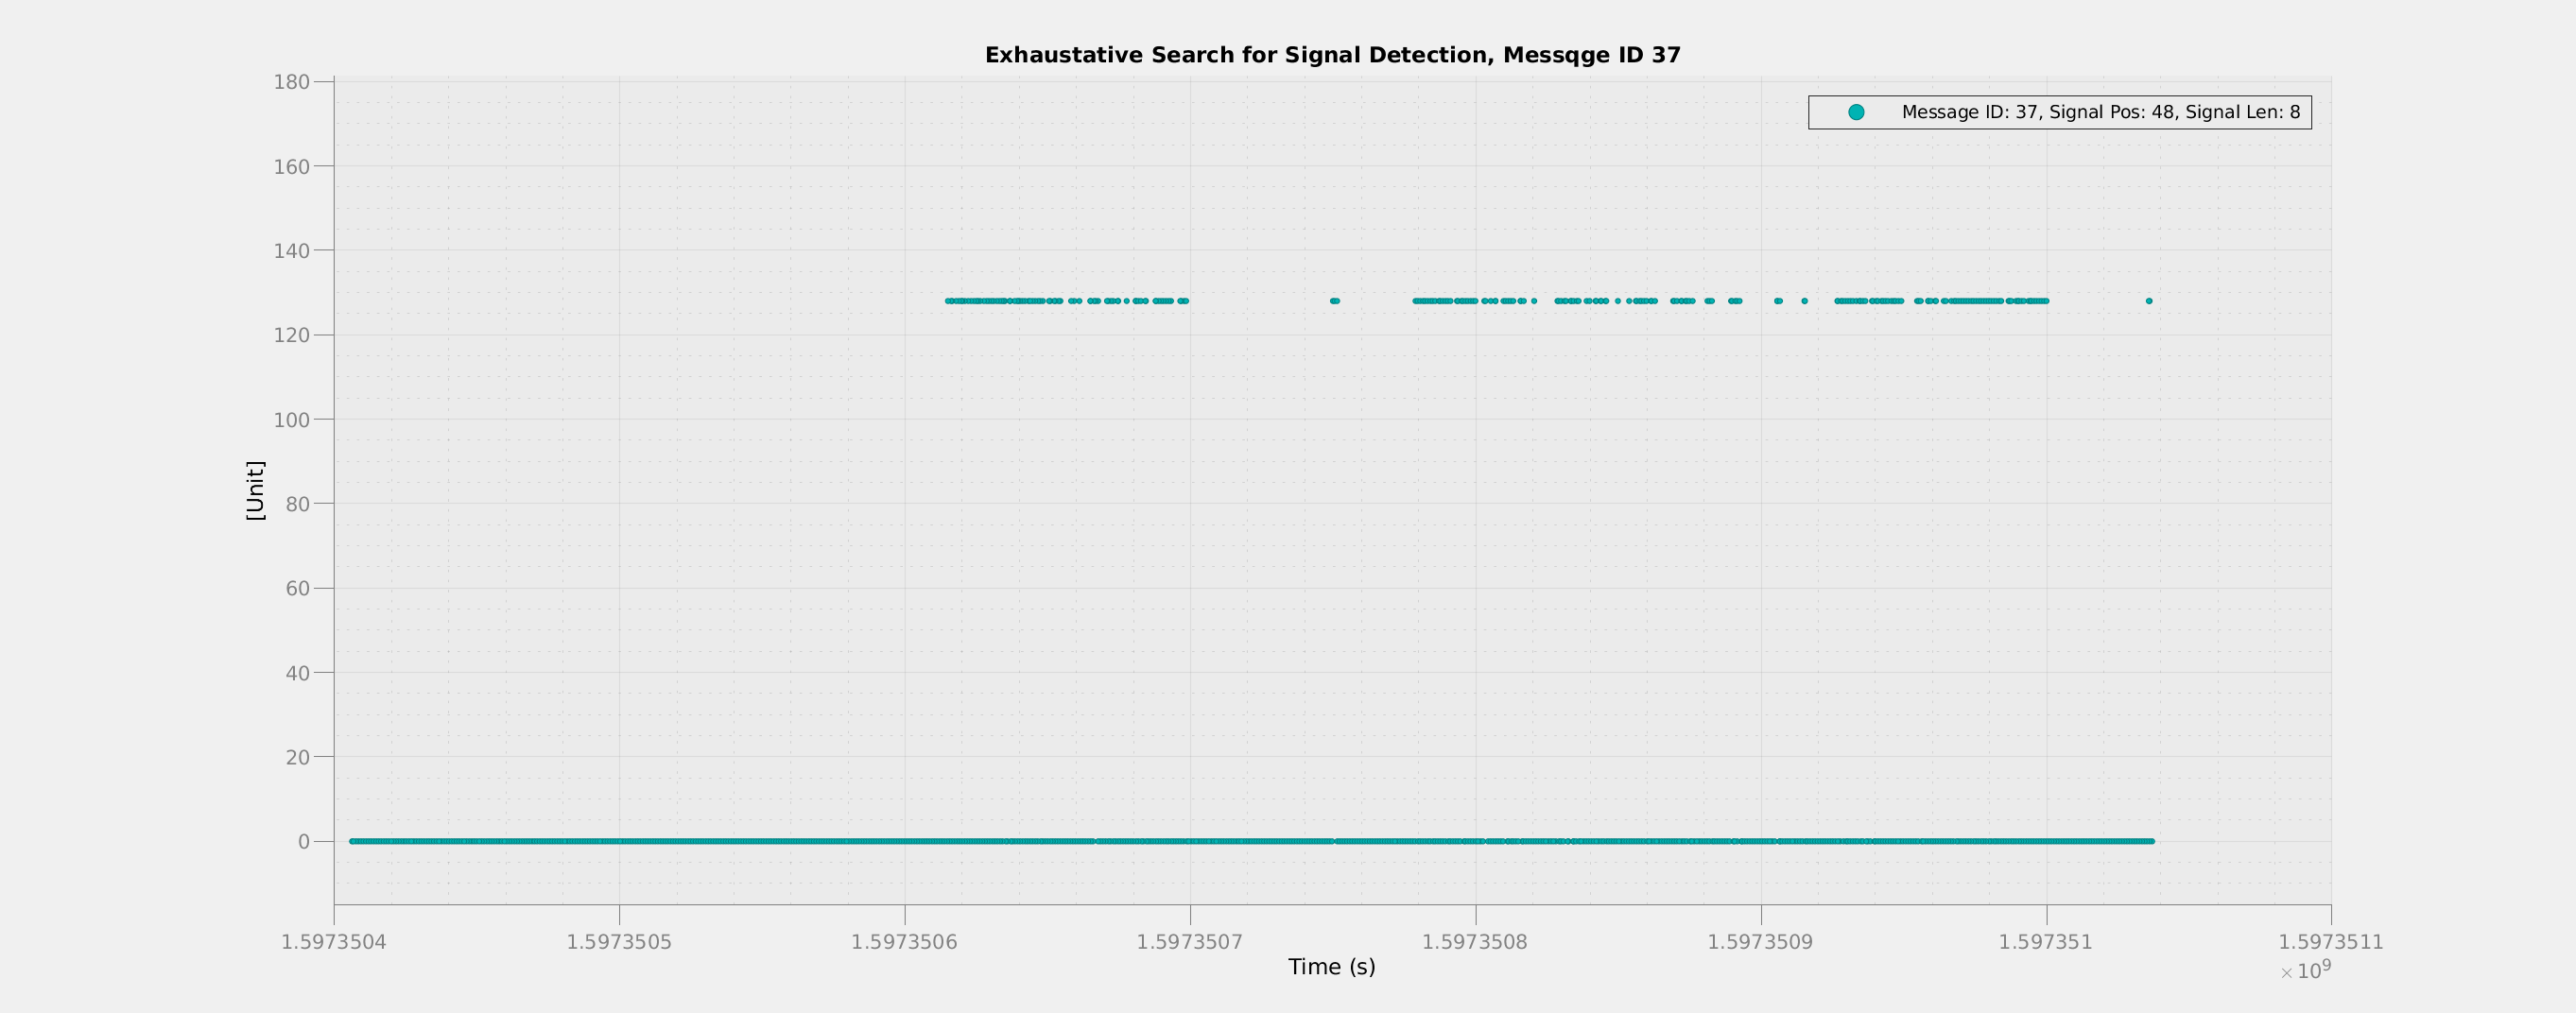 Exhaustative Search for Signal Detection, Messqge ID 37
Message ID: 37, Signal Pos: 48, Signal Len: 8
180
160
140
120
100
80
60
40
20
0
[Unit]
1.5973504 1.5973505 1.5973506 1.5973507 1.5973508 1.5973509 1.597351 1.5973511
Time (s)
× 10⁹